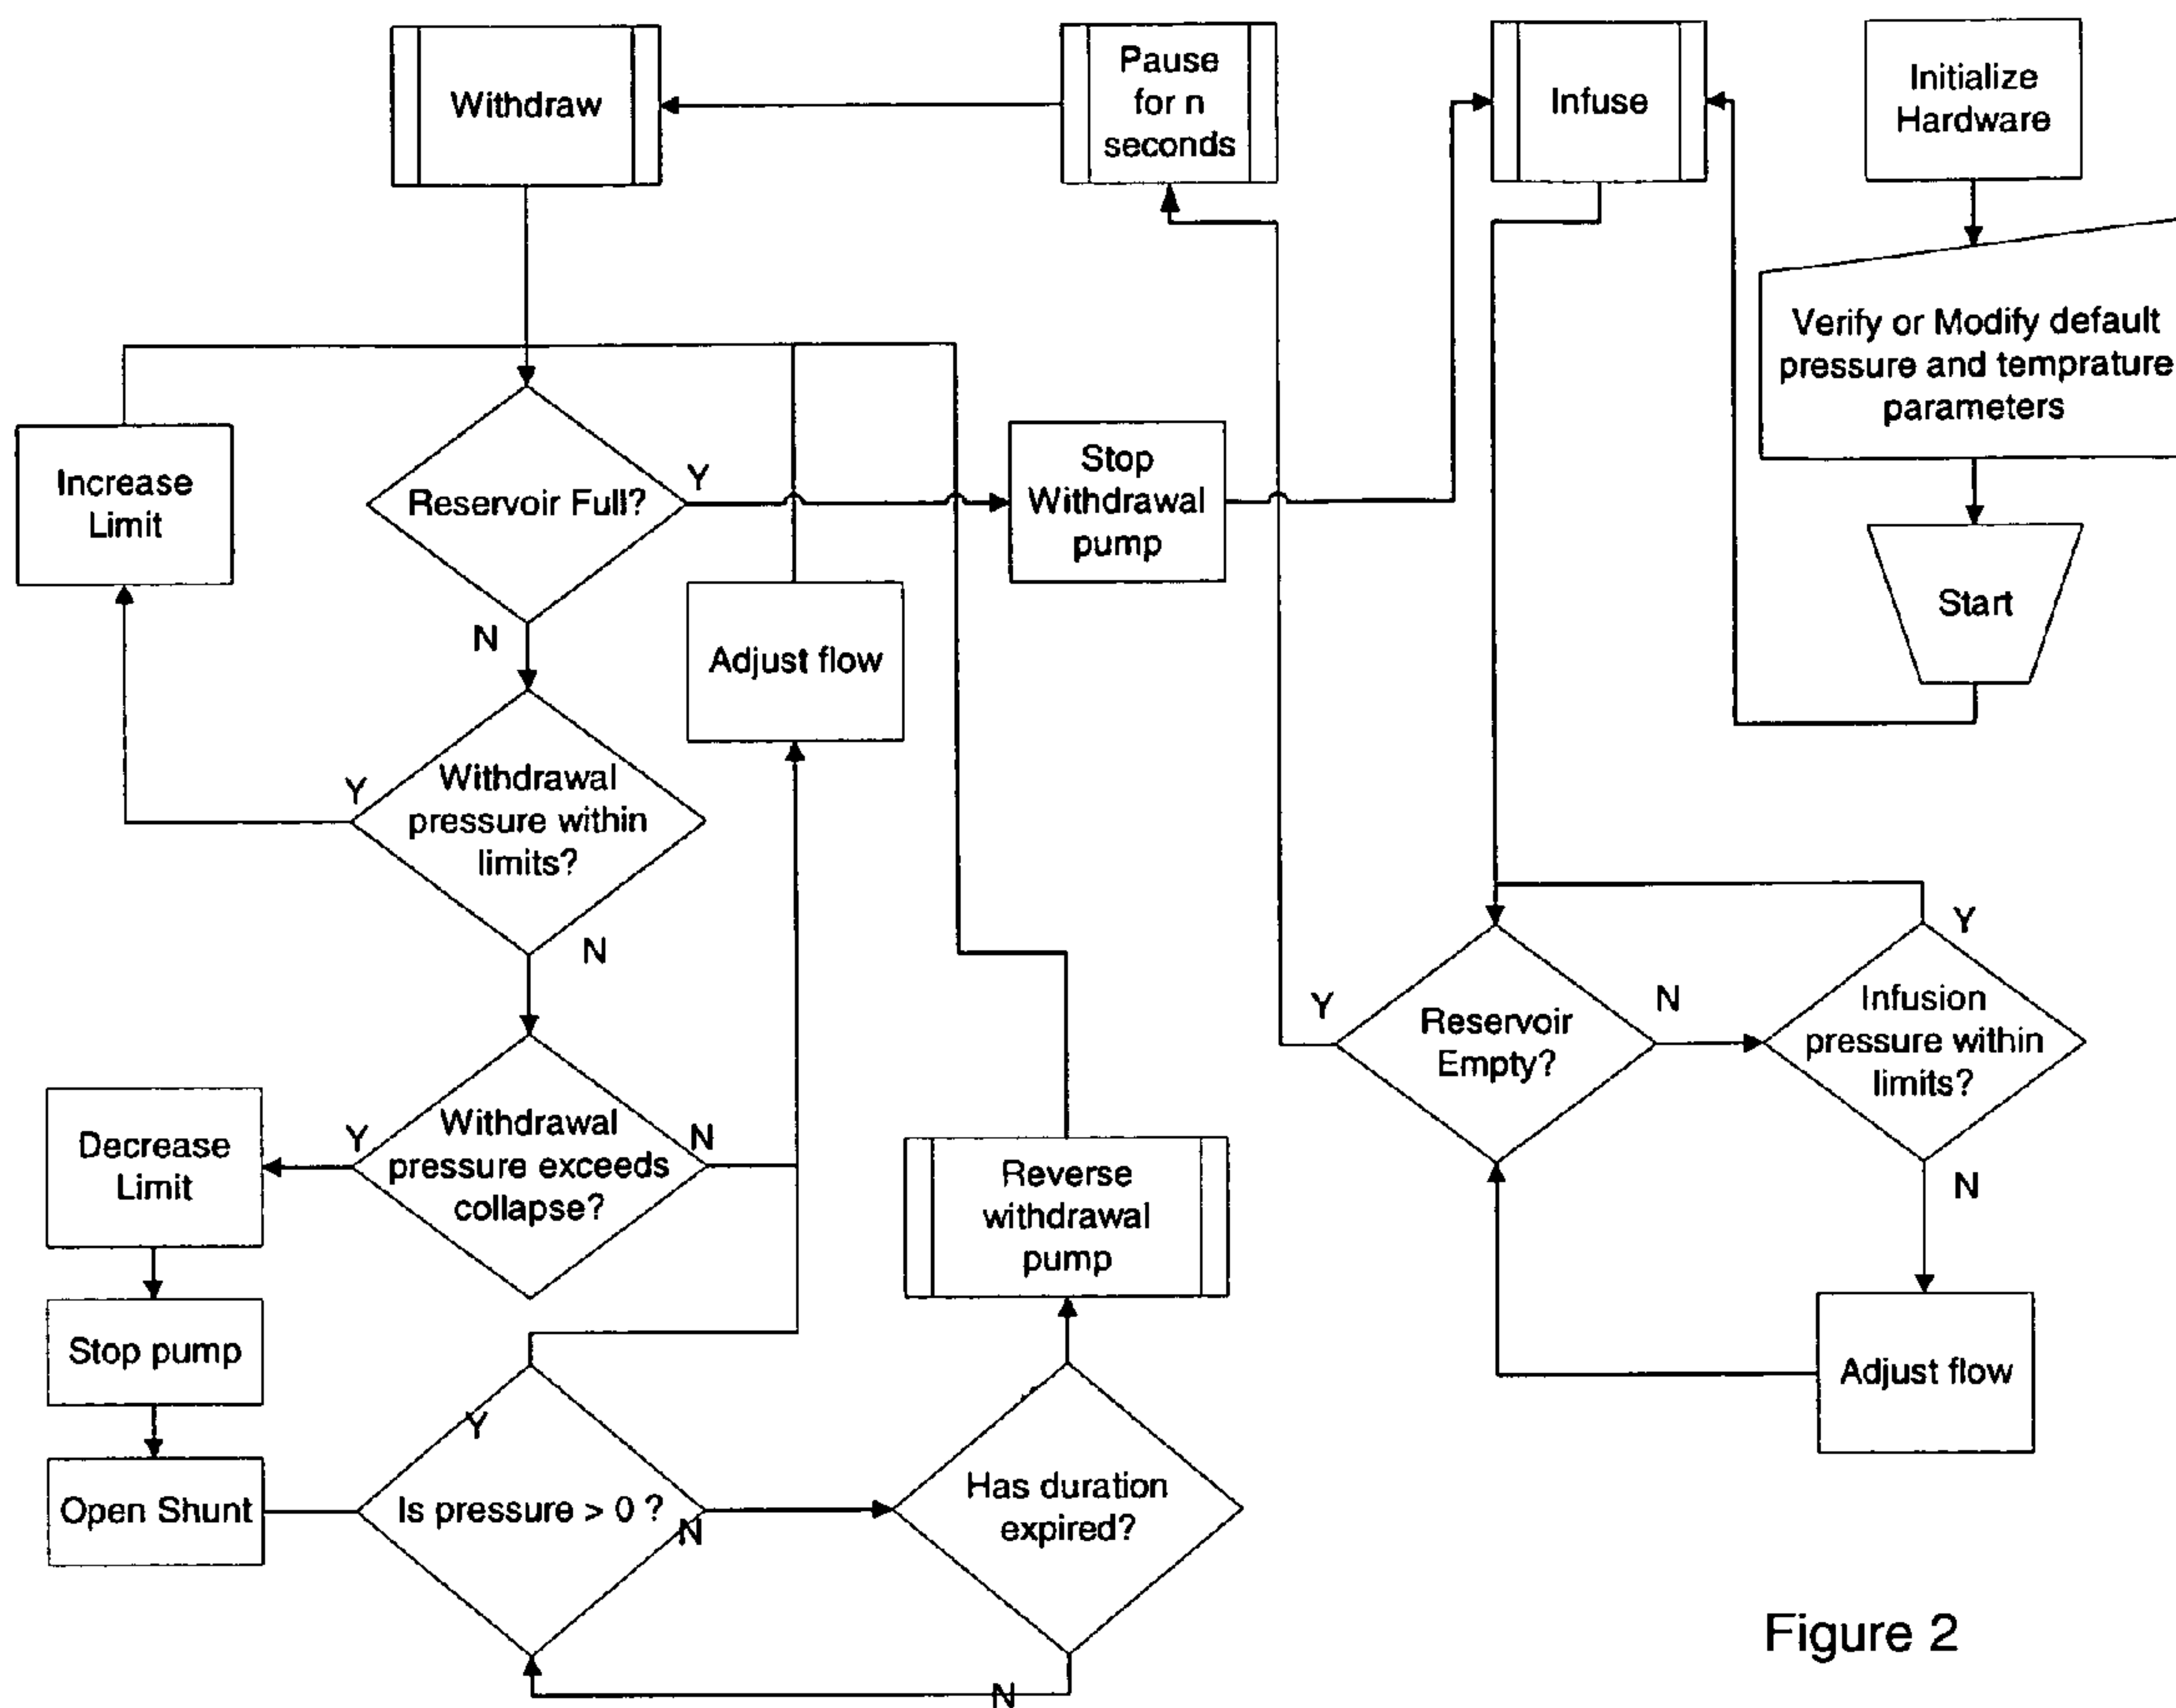 Withdraw
Pause
for n
seconds
Infuse
Initialize
Hardware
Verify or Modify default
pressure and temprature
parameters
Start
Increase
Limit
Reservoir Full?
Y
N
Stop
Withdrawal
pump
Adjust flow
Withdrawal
pressure within
limits?
Y
N
Withdrawal
pressure exceeds
collapse?
Y
N
Decrease
Limit
Stop pump
Open Shunt
Is pressure > 0 ?
Y
N
Has duration
expired?
N
Reverse
withdrawal
pump
Reservoir
Empty?
Y
N
Infusion
pressure within
limits?
Y
N
Adjust flow
Figure 2